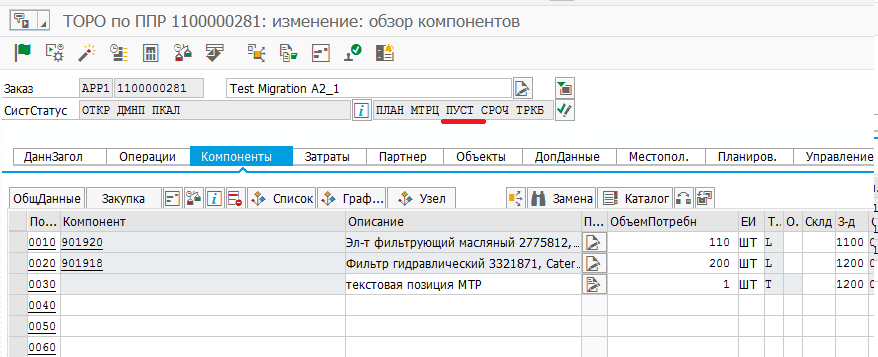 ТОРО по ППР 1100000281: изменение: обзор компонентов
Заказ APP1 1100000281 Test Migration A2_1
СистСтатус ОТКР ДМНП ПКАЛ ПЛАН МТРЦ ПУСТ СРОЧ ТРКБ
ДаннЗагол Операции Компоненты Затраты Партнер Объекты ДопДанные Местопол. Планиров. Управление
ОбщДанные Закупка Список Граф... Узел Замена Каталог
По... Компонент Описание П... ОбъемПотребн ЕИ Т.. О. Склд З-д
0010 901920 Эл-т фильтрующий масляный 2775812,... 110 ШТ L 1100
0020 901918 Фильтр гидравлический 3321871, Cater... 200 ШТ L 1200
0030 текстовая позиция МТР 1 ШТ T 1200
0040
0050
0060